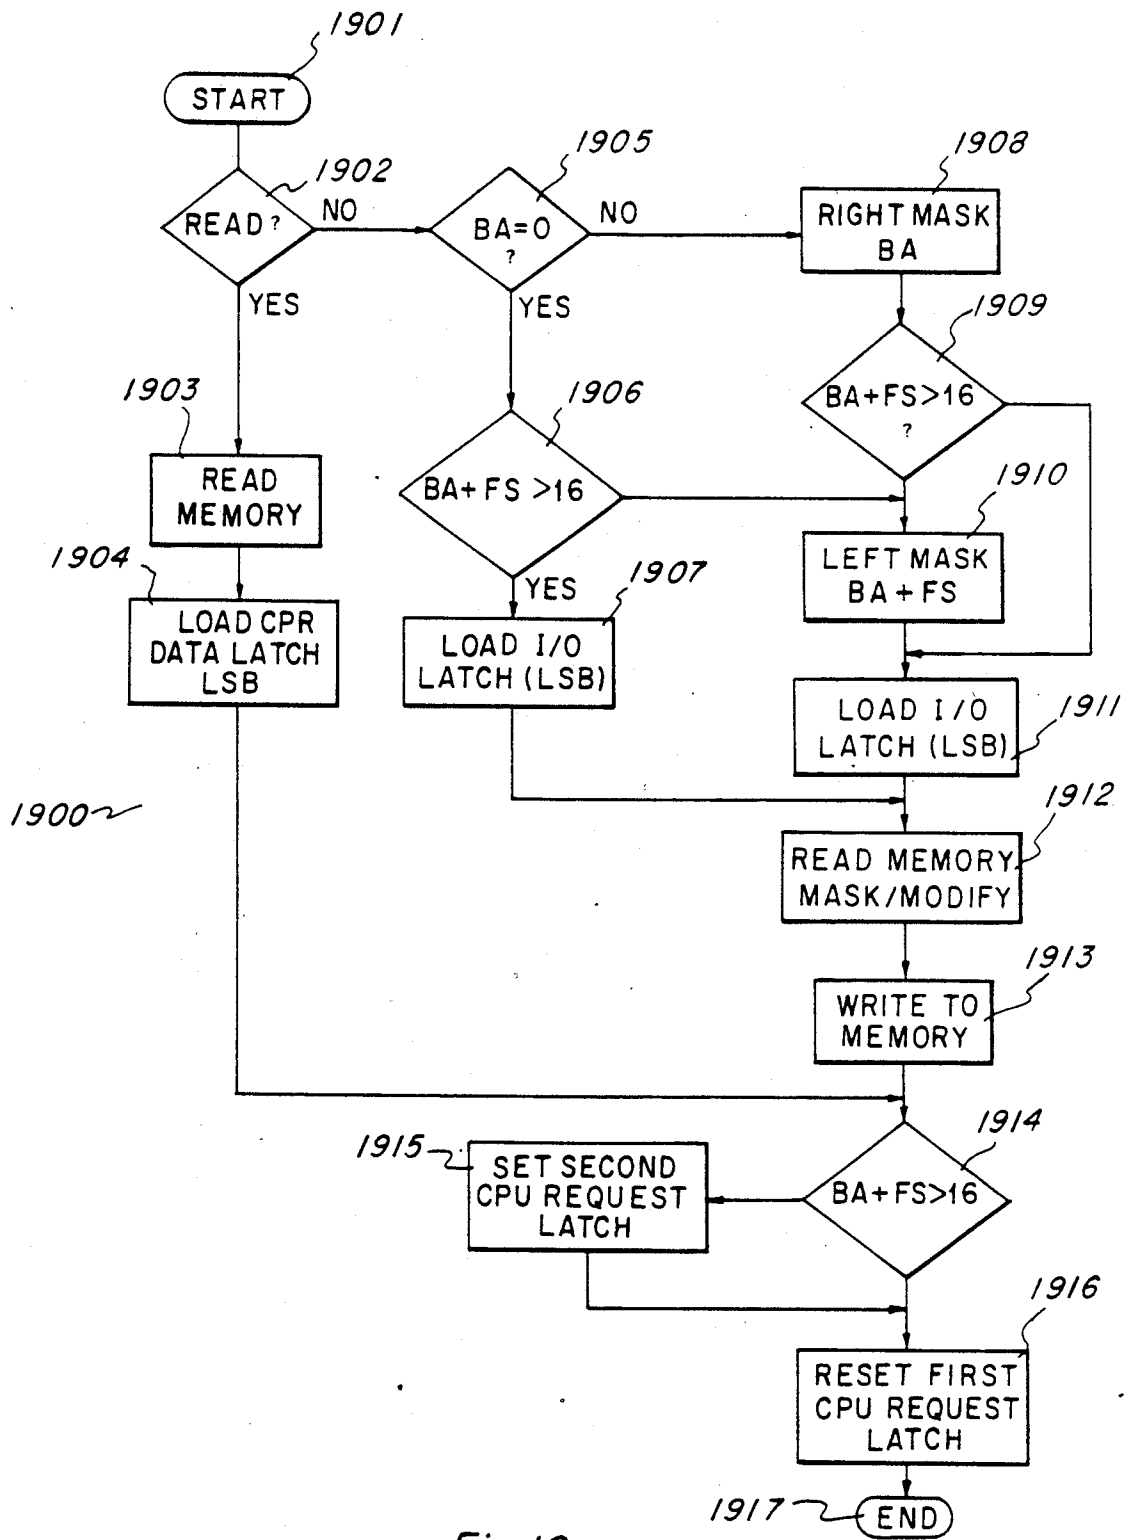 1901
START
1902
READ?
NO
YES
1905
BA=0
?
NO
YES
1908
RIGHT MASK
BA
1909
BA+FS>16
?
1903
READ
MEMORY
1906
BA+FS >16
YES
1910
LEFT MASK
BA+FS
1904
LOAD CPR
DATA LATCH
LSB
1907
LOAD I/O
LATCH (LSB)
1911
LOAD I/O
LATCH (LSB)
1900
1912
READ MEMORY
MASK/MODIFY
1913
WRITE TO
MEMORY
1914
BA+FS>16
1915
SET SECOND
CPU REQUEST
LATCH
1916
RESET FIRST
CPU REQUEST
LATCH
1917
END